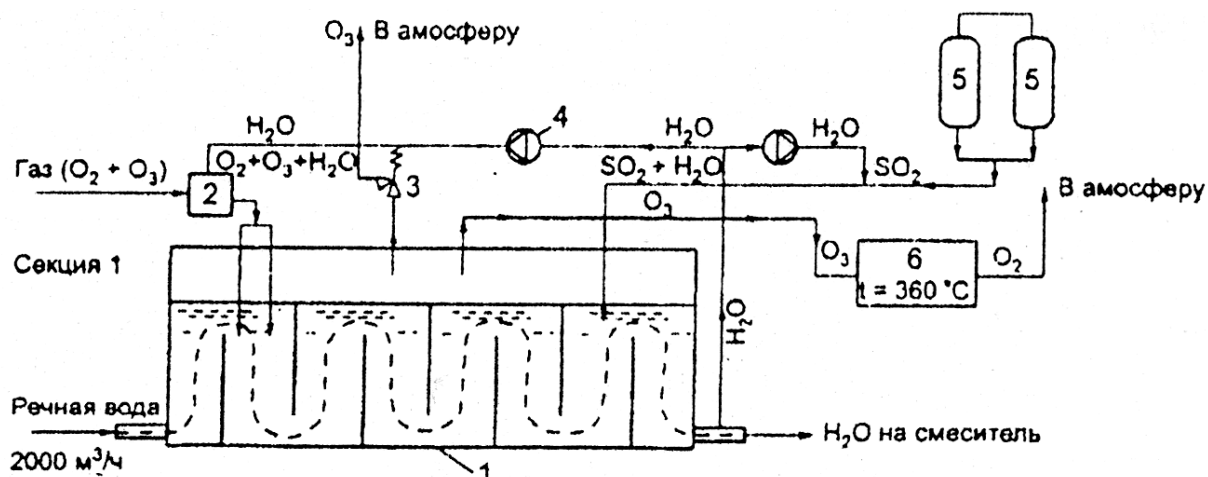 O₃ В амосферу
5 5
H₂O 4 H₂O H₂O
Газ (O₂ + O₃) O₂+O₃+H₂O SO₂ + H₂O SO₂
2 3 В амосферу
O₃
Секция 1 O₃ 6 O₂
t = 360 °C
H₂O
Речная вода
H₂O на смеситель
2000 м³/ч 1